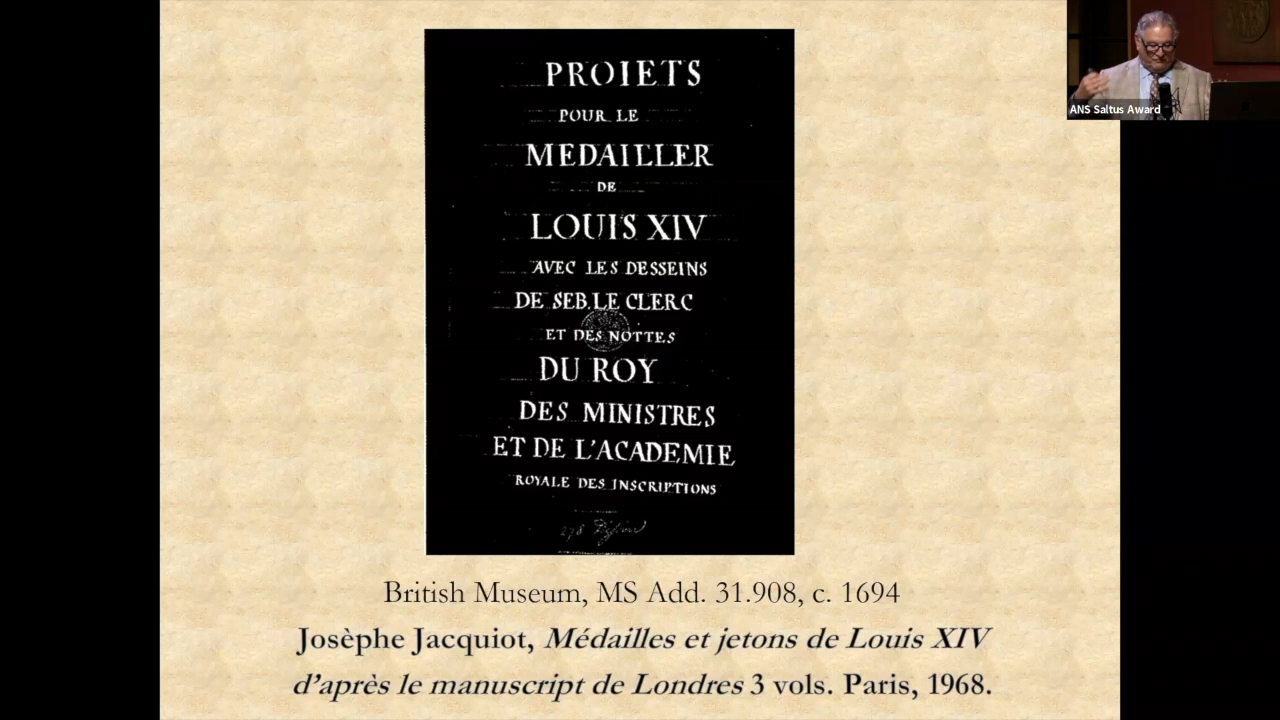 PROIETS
POUR LE
MEDAILLER
DE
LOUIS XIV
AVEC LES DESSEINS
DE SEB. LE CLERC
ET DES NOTTES
DU ROY
DES MINISTRES
ET DE L'ACADEMIE
ROYALE DES INSCRIPTIONS
278
British Museum, MS Add. 31.908, c. 1694
Josèphe Jacquiot, Médailles et jetons de Louis XIV
d'après le manuscript de Londres 3 vols. Paris, 1968.
ANS Saltus Award